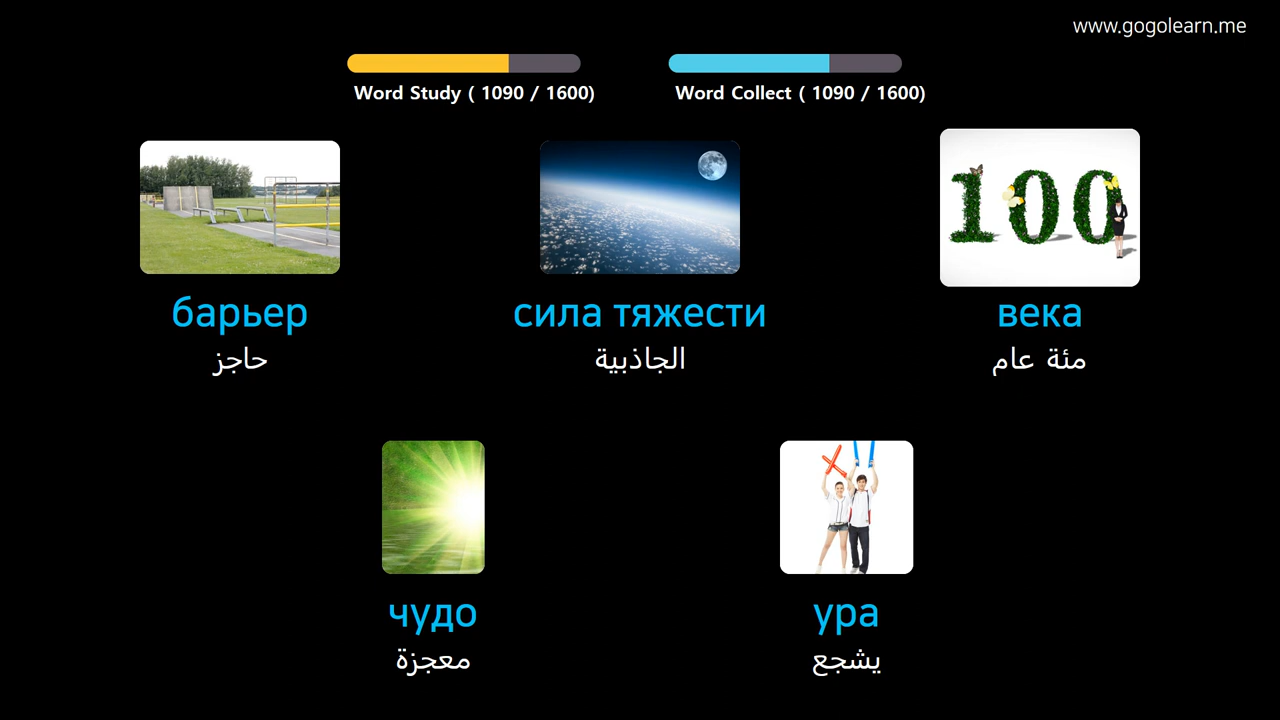 www.gogolearn.me
Word Study ( 1090 / 1600)
Word Collect ( 1090 / 1600)
барьер
حاجز
сила тяжести
الجاذبية
века
مئة عام
чудо
معجزة
ура
يشجع